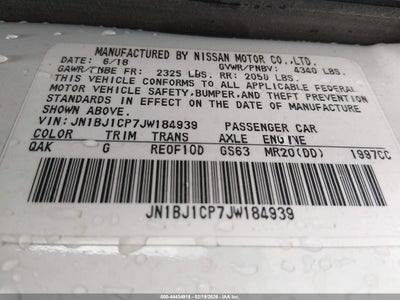 MANUFACTURED BY NISSAN MOTOR CO.,LTD.
DATE: 6/18 GVWR/PNBV: 4340 LBS.
GAWR/PNBE FR: 2325 LBS. RR: 2050 LBS.
THIS VEHICLE CONFORMS TO ALL APPLICABLE FEDERAL
MOTOR VEHICLE SAFETY, BUMPER, AND THEFT PREVENTION
STANDARDS IN EFFECT ON THE DATE OF MANUFACTURE
SHOWN ABOVE.
VIN: JN1BJ1CP7JW184939 PASSENGER CAR
COLOR TRIM TRANS AXLE ENGINE
QAK G RE0F10D GS63 MR20(DD) 1997CC
JN1BJ1CP7JW184939